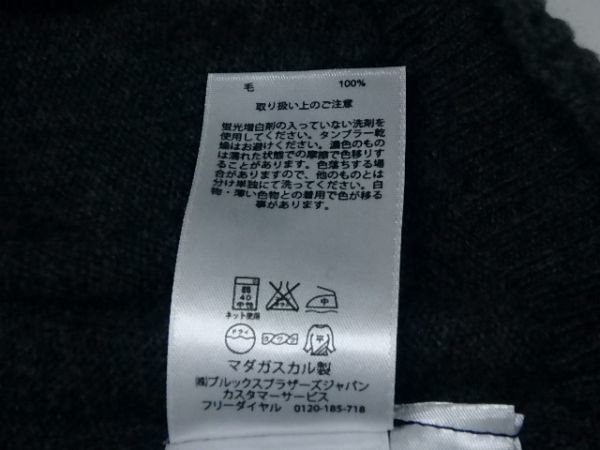 毛 100%
取り扱い上のご注意
蛍光増白剤の入っていない洗剤を
使用してください。タンブラー乾
燥はお避けください。濃色のもの
は濡れた状態での摩擦で色移りす
ることがあります。色落ちする場
合がありますので、他のものとは
分け単独にて洗ってください。白
物・薄い色物との着用で色が移る
事があります。
弱
40
中性
中
ネット使用
ドライ
平
マダガスカル製
㈱ブルックスブラザーズジャパン
カスタマーサービス
フリーダイヤル 0120-185-718